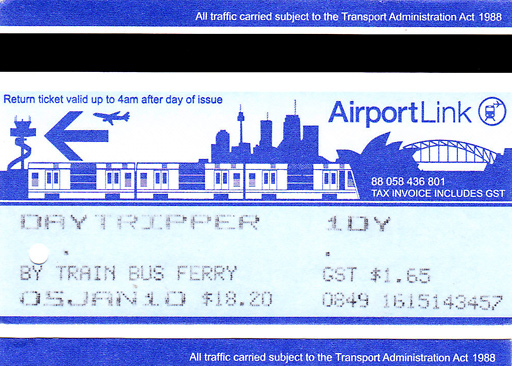 All traffic carried subject to the Transport Administration Act 1988
Return ticket valid up to 4am after day of issue
AirportLink
88 058 436 801
TAX INVOICE INCLUDES GST
DAYTRIPPER 1DY
BY TRAIN BUS FERRY GST $1.65
05JAN10 $18.20 0849 1615143457
All traffic carried subject to the Transport Administration Act 1988